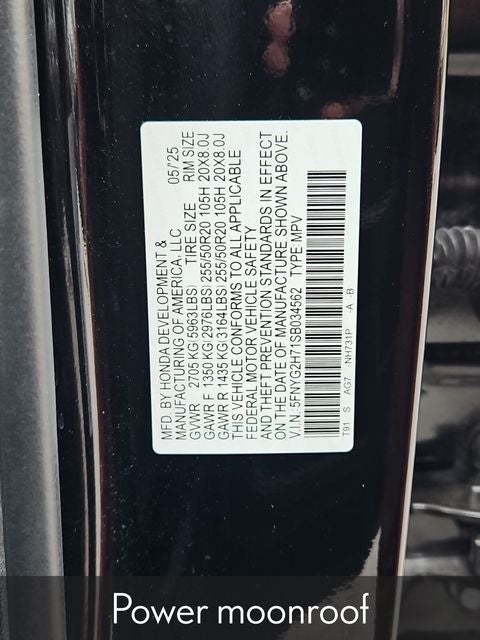 MFD. BY HONDA DEVELOPMENT &
MANUFACTURING OF AMERICA, LLC 05/'25
GVWR 2705 KG(5963LBS) TIRE SIZE RIM SIZE
GAWR F 1350 KG(2976LBS) 255/50R20 105H 20X8.0J
GAWR R 1435 KG(3164LBS) 255/50R20 105H 20X8.0J
THIS VEHICLE CONFORMS TO ALL APPLICABLE
FEDERAL MOTOR VEHICLE SAFETY
AND THEFT PREVENTION STANDARDS IN EFFECT
ON THE DATE OF MANUFACTURE SHOWN ABOVE.
V.I.N.:5FNYG2H71SB034562 TYPE:MPV
T91 S AG7 -NH731P -A -B
Power moonroof